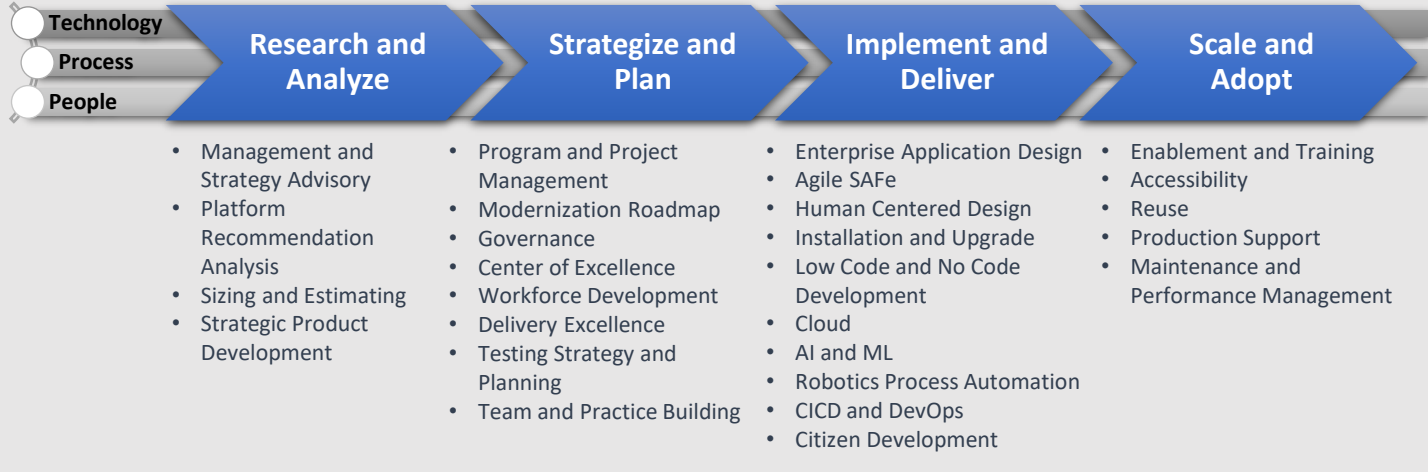 Technology
Process
People
Research and
Analyze
Strategize and
Plan
Implement and
Deliver
Scale and
Adopt
• Management and
Strategy Advisory
• Platform
Recommendation
Analysis
• Sizing and Estimating
• Strategic Product
Development
• Program and Project
Management
• Modernization Roadmap
• Governance
• Center of Excellence
• Workforce Development
• Delivery Excellence
• Testing Strategy and
Planning
• Team and Practice Building
• Enterprise Application Design
• Agile SAFe
• Human Centered Design
• Installation and Upgrade
• Low Code and No Code
Development
• Cloud
• AI and ML
• Robotics Process Automation
• CICD and DevOps
• Citizen Development
• Enablement and Training
• Accessibility
• Reuse
• Production Support
• Maintenance and
Performance Management